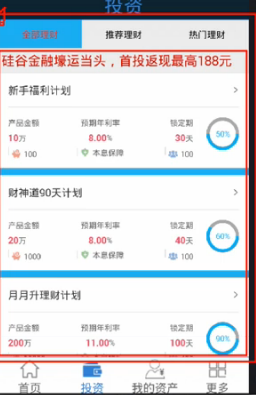 投资
全部理财 推荐理财 热门理财
硅谷金融壕运当头，首投返现最高188元
新手福利计划
产品金额 预期年利率 锁定期
10万 8.00% 30天 50%
100 本息保障 100
财神道90天计划
产品金额 预期年利率 锁定期
20万 8.00% 40天 60%
1000 本息保障 100
月月升理财计划
产品金额 预期年利率 锁定期
200万 11.00% 100天 90%
首页 投资 我的资产 更多